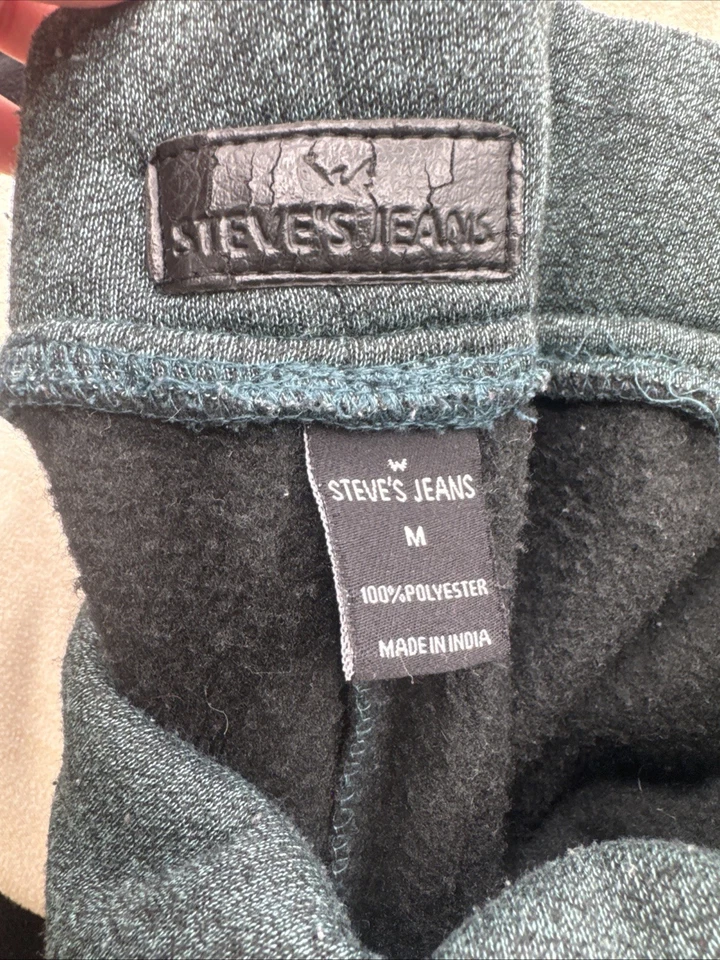 W
STEVE'S JEANS
W
STEVE'S JEANS
M
100%POLYESTER
MADE IN INDIA